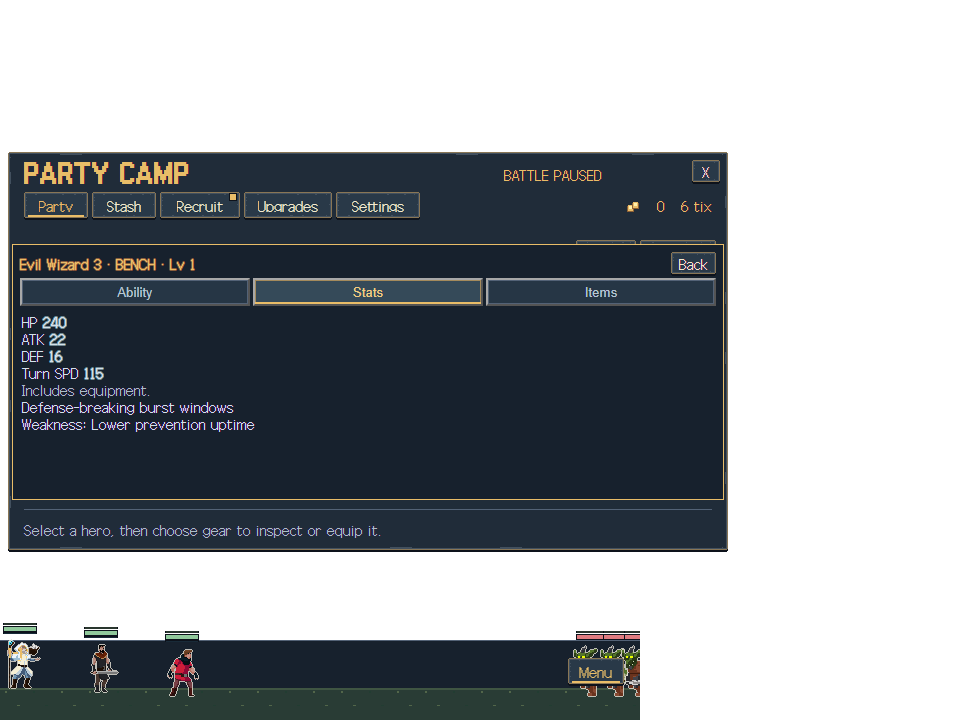 PARTY CAMP
BATTLE PAUSED
X
Party
Stash
Recruit
Upgrades
Settings
0
6 tix
Evil Wizard 3 · BENCH · Lv 1
Back
Ability
Stats
Items
HP 240
ATK 22
DEF 16
Turn SPD 115
Includes equipment.
Defense-breaking burst windows
Weakness: Lower prevention uptime
Select a hero, then choose gear to inspect or equip it.
Menu